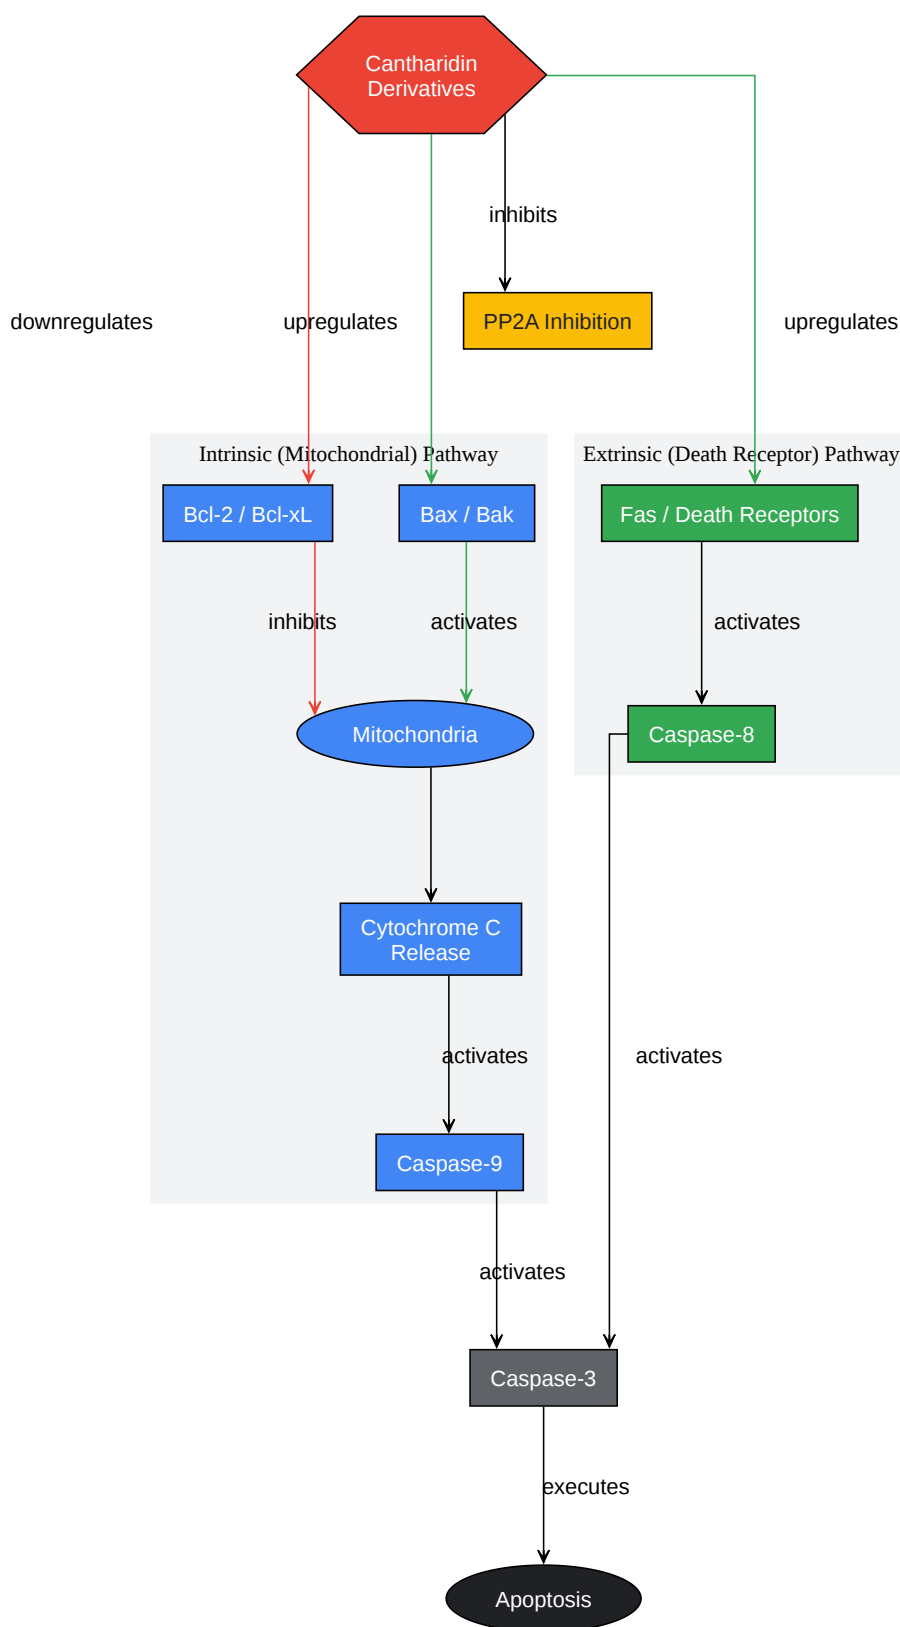 Cantharidin
Derivatives
inhibits
downregulates
upregulates
PP2A Inhibition
upregulates
Intrinsic (Mitochondrial) Pathway
Extrinsic (Death Receptor) Pathway
Bcl-2 / Bcl-xL
Bax / Bak
Fas / Death Receptors
inhibits
activates
activates
Mitochondria
Caspase-8
Cytochrome C
Release
activates
activates
Caspase-9
activates
Caspase-3
executes
Apoptosis